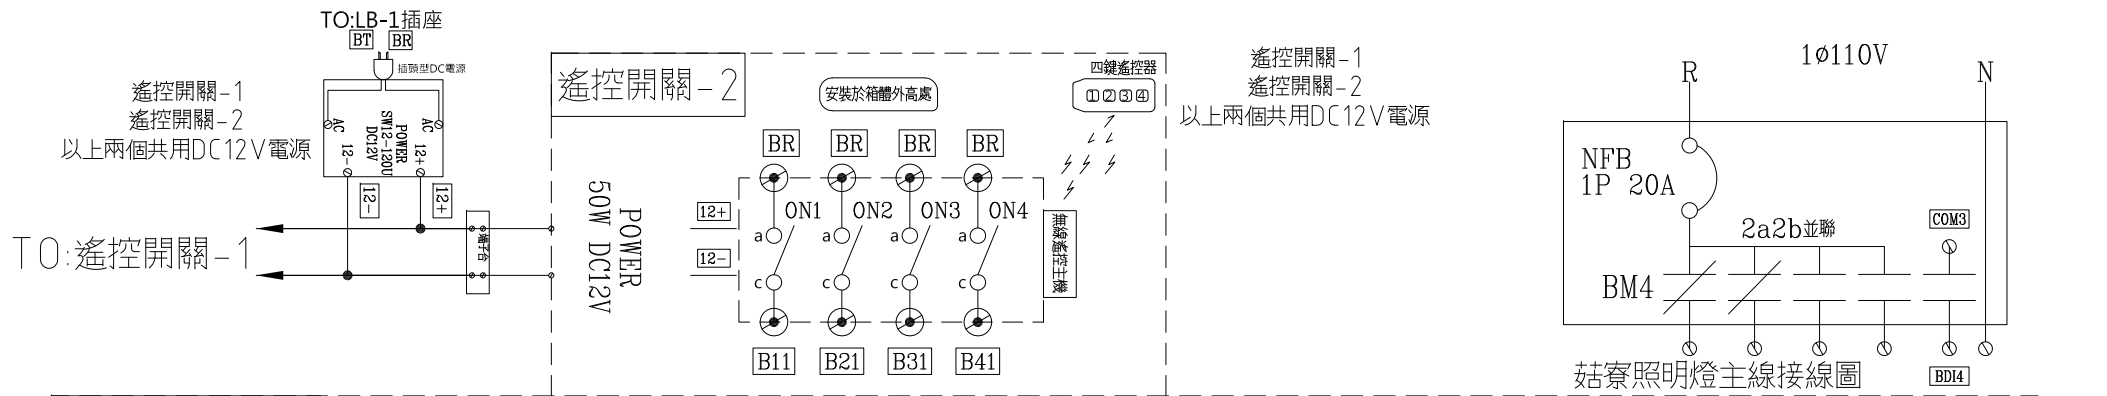 TO:LB-1插座
BT BR
插頭型DC電源
遙控開關-1
遙控開關-2
以上兩個共用DC12V電源
AC
AC
POWER
SW12-120U
DC12V
12-
12+
12-
12+
TO:遙控開關-1
端子台
遙控開關-2
POWER
50W DC12V
安裝於箱體外高處
四鍵遙控器
1 2 3 4
BR BR BR BR
12+
12-
ON1 ON2 ON3 ON4
a a a a
c c c c
無線遙控主機
B11 B21 B31 B41
遙控開關-1
遙控開關-2
以上兩個共用DC12V電源
1ø110V
R N
NFB
1P 20A
2a2b並聯
COM3
BM4
菇寮照明燈主線接線圖
BDI4